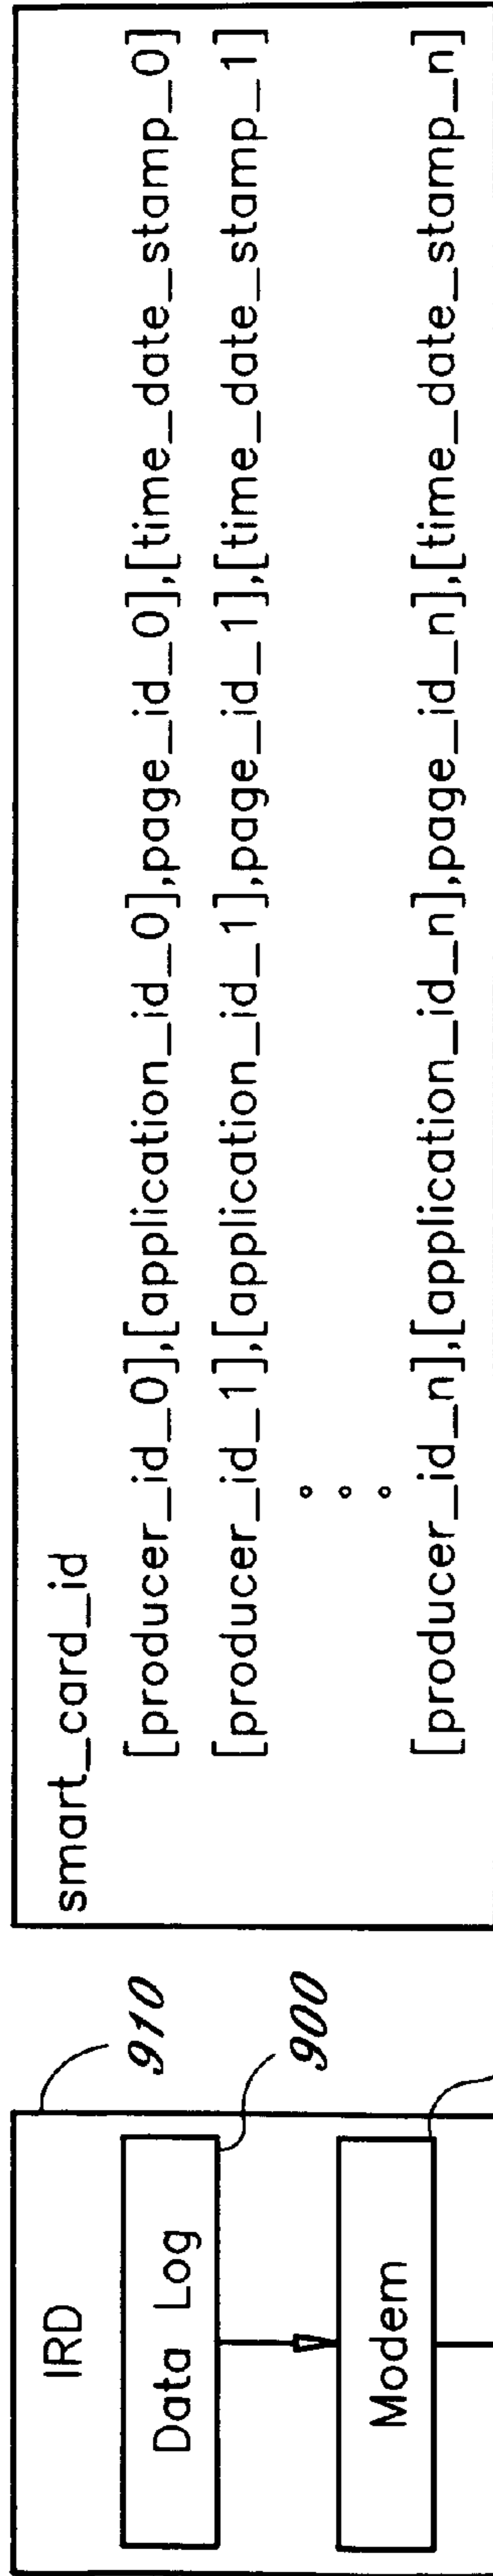 smart_card_id
[producer_id_0],[application_id_0],page_id_0],[time_date_stamp_0]
[producer_id_1],[application_id_1],page_id_1],[time_date_stamp_1]
[producer_id_n],[application_id_n],page_id_n],[time_date_stamp_n]
910
IRD
900
Data Log
Modem